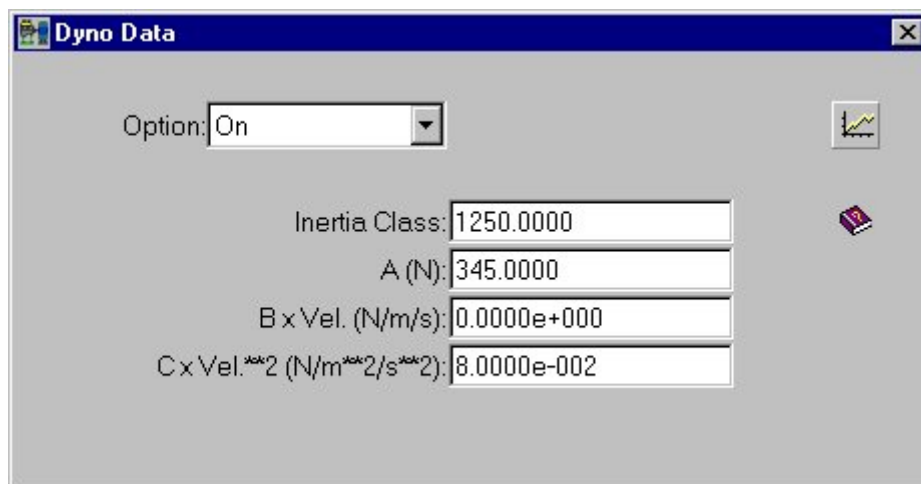 Dyno Data
Option: On
Inertia Class: 1250.0000
A (N): 345.0000
B x Vel. (N/m/s): 0.0000e+000
C x Vel.**2 (N/m**2/s**2): 8.0000e-002